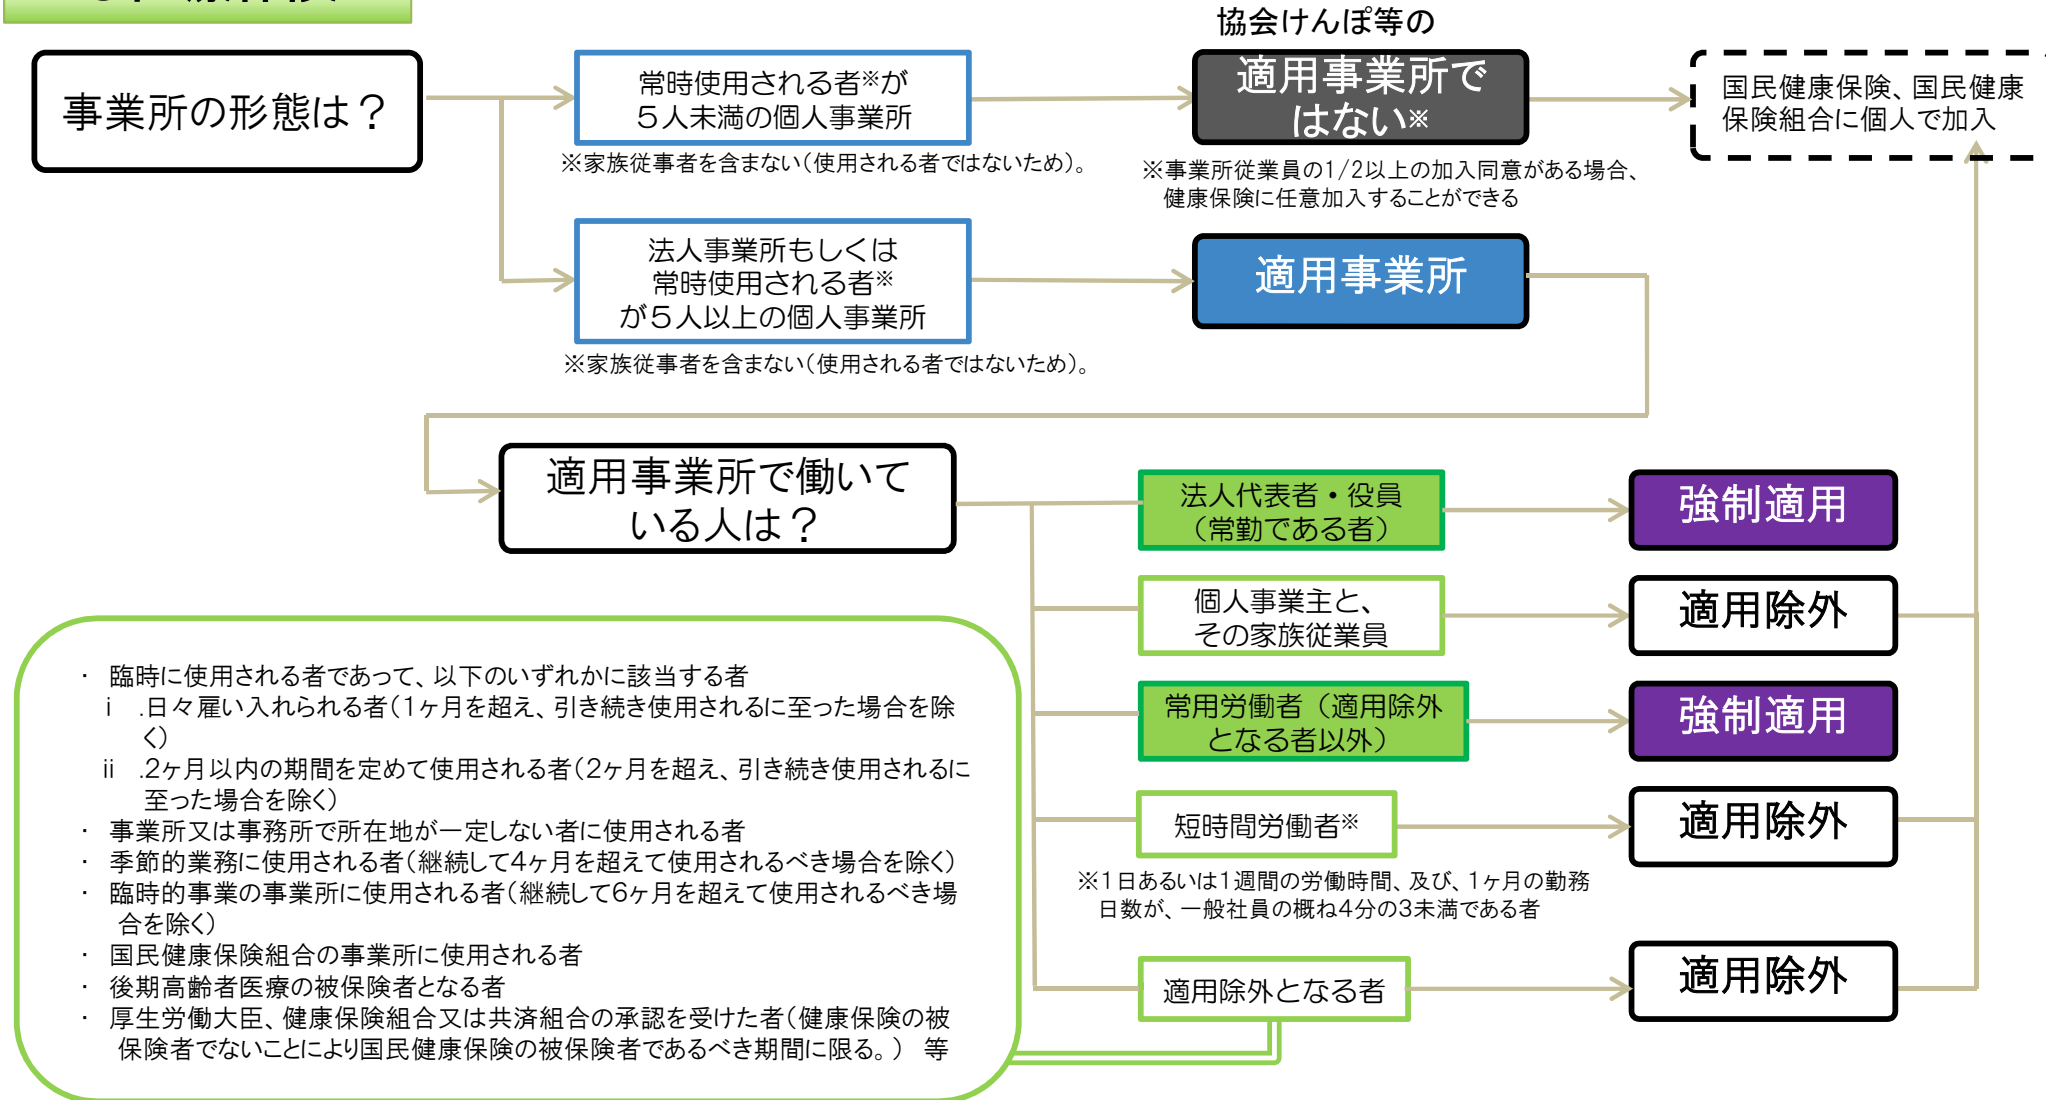 協会けんぽ等の
事業所の形態は？
常時使用される者※が
５人未満の個人事業所
適用事業所で
はない※
国民健康保険、国民健康
保険組合に個人で加入
※家族従事者を含まない（使用される者ではないため）。
※事業所従業員の1/2以上の加入同意がある場合、
健康保険に任意加入することができる
法人事業所もしくは
常時使用される者※
が５人以上の個人事業所
適用事業所
※家族従事者を含まない（使用される者ではないため）。
適用事業所で働いて
いる人は？
法人代表者・役員
（常勤である者）
強制適用
個人事業主と、
その家族従業員
適用除外
常用労働者（適用除外
となる者以外）
強制適用
短時間労働者※
適用除外
※1日あるいは1週間の労働時間、及び、1ヶ月の勤務
日数が、一般社員の概ね4分の3未満である者
適用除外となる者
適用除外
・ 臨時に使用される者であって、以下のいずれかに該当する者
ⅰ .日々雇い入れられる者（1ヶ月を超え、引き続き使用されるに至った場合を除
く）
ⅱ .2ヶ月以内の期間を定めて使用される者（2ヶ月を超え、引き続き使用されるに
至った場合を除く）
・ 事業所又は事務所で所在地が一定しない者に使用される者
・ 季節的業務に使用される者（継続して4ヶ月を超えて使用されるべき場合を除く）
・ 臨時的事業の事業所に使用される者（継続して6ヶ月を超えて使用されるべき場
合を除く）
・ 国民健康保険組合の事業所に使用される者
・ 後期高齢者医療の被保険者となる者
・ 厚生労働大臣、健康保険組合又は共済組合の承認を受けた者（健康保険の被
保険者でないことにより国民健康保険の被保険者であるべき期間に限る。） 等